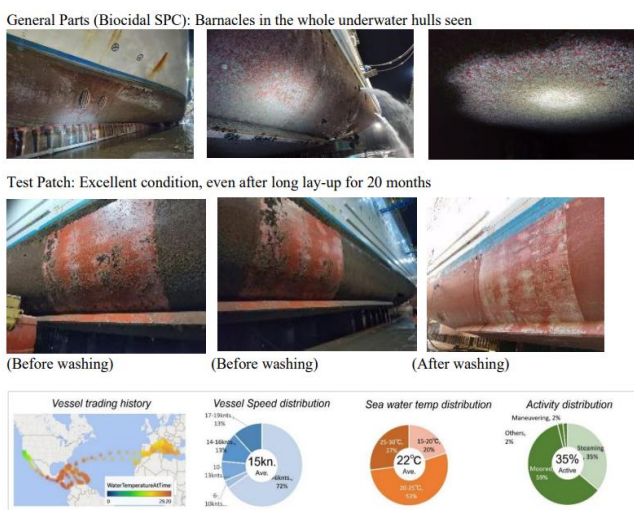 General Parts (Biocidal SPC): Barnacles in the whole underwater hulls seen
Test Patch: Excellent condition, even after long lay-up for 20 months
(Before washing) (Before washing) (After washing)
Vessel trading history Vessel Speed distribution Sea water temp distribution Activity distribution
WaterTemperatureAtTime
0 29.20
17-19knts,
13%
14-16knts,
13%
10-
13knts
6-
10knts
knts,
72%
15kn.
Ave.
25-30℃,
27%
15-20℃,
20%
20-25℃,
53%
22℃
Ave.
Maneuvering, 2%
Others,
2%
Steaming
35%
Moored
59%
35%
Active